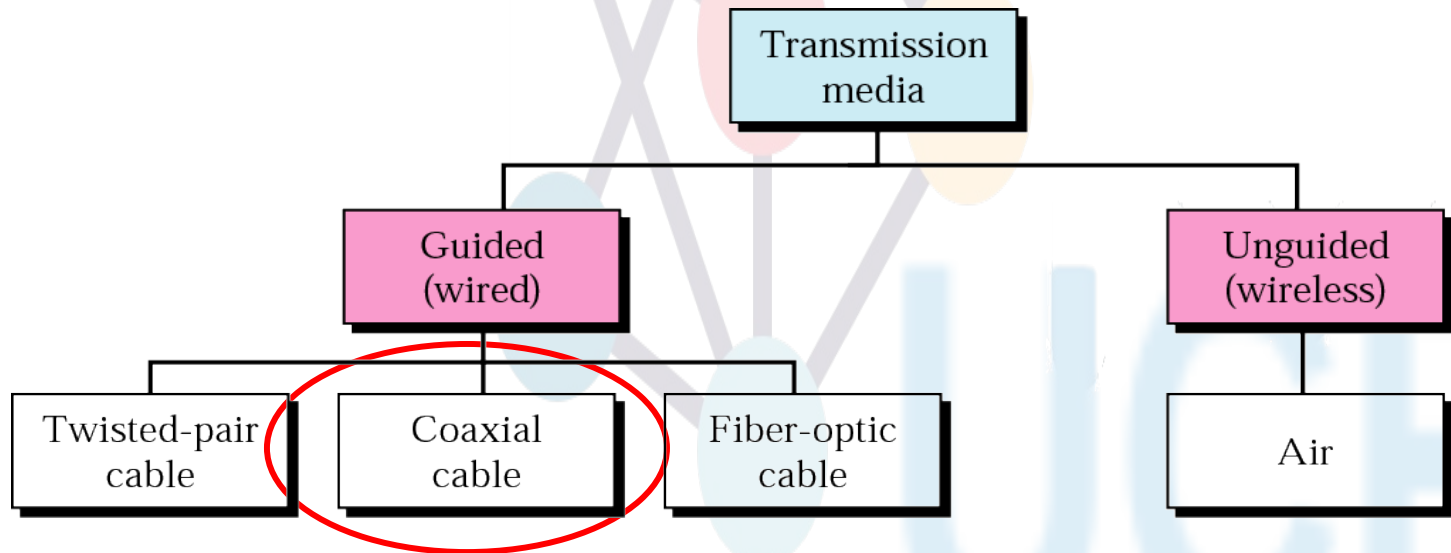 Transmission
media
Guided
(wired)
Unguided
(wireless)
Twisted-pair
cable
Coaxial
cable
Fiber-optic
cable
Air